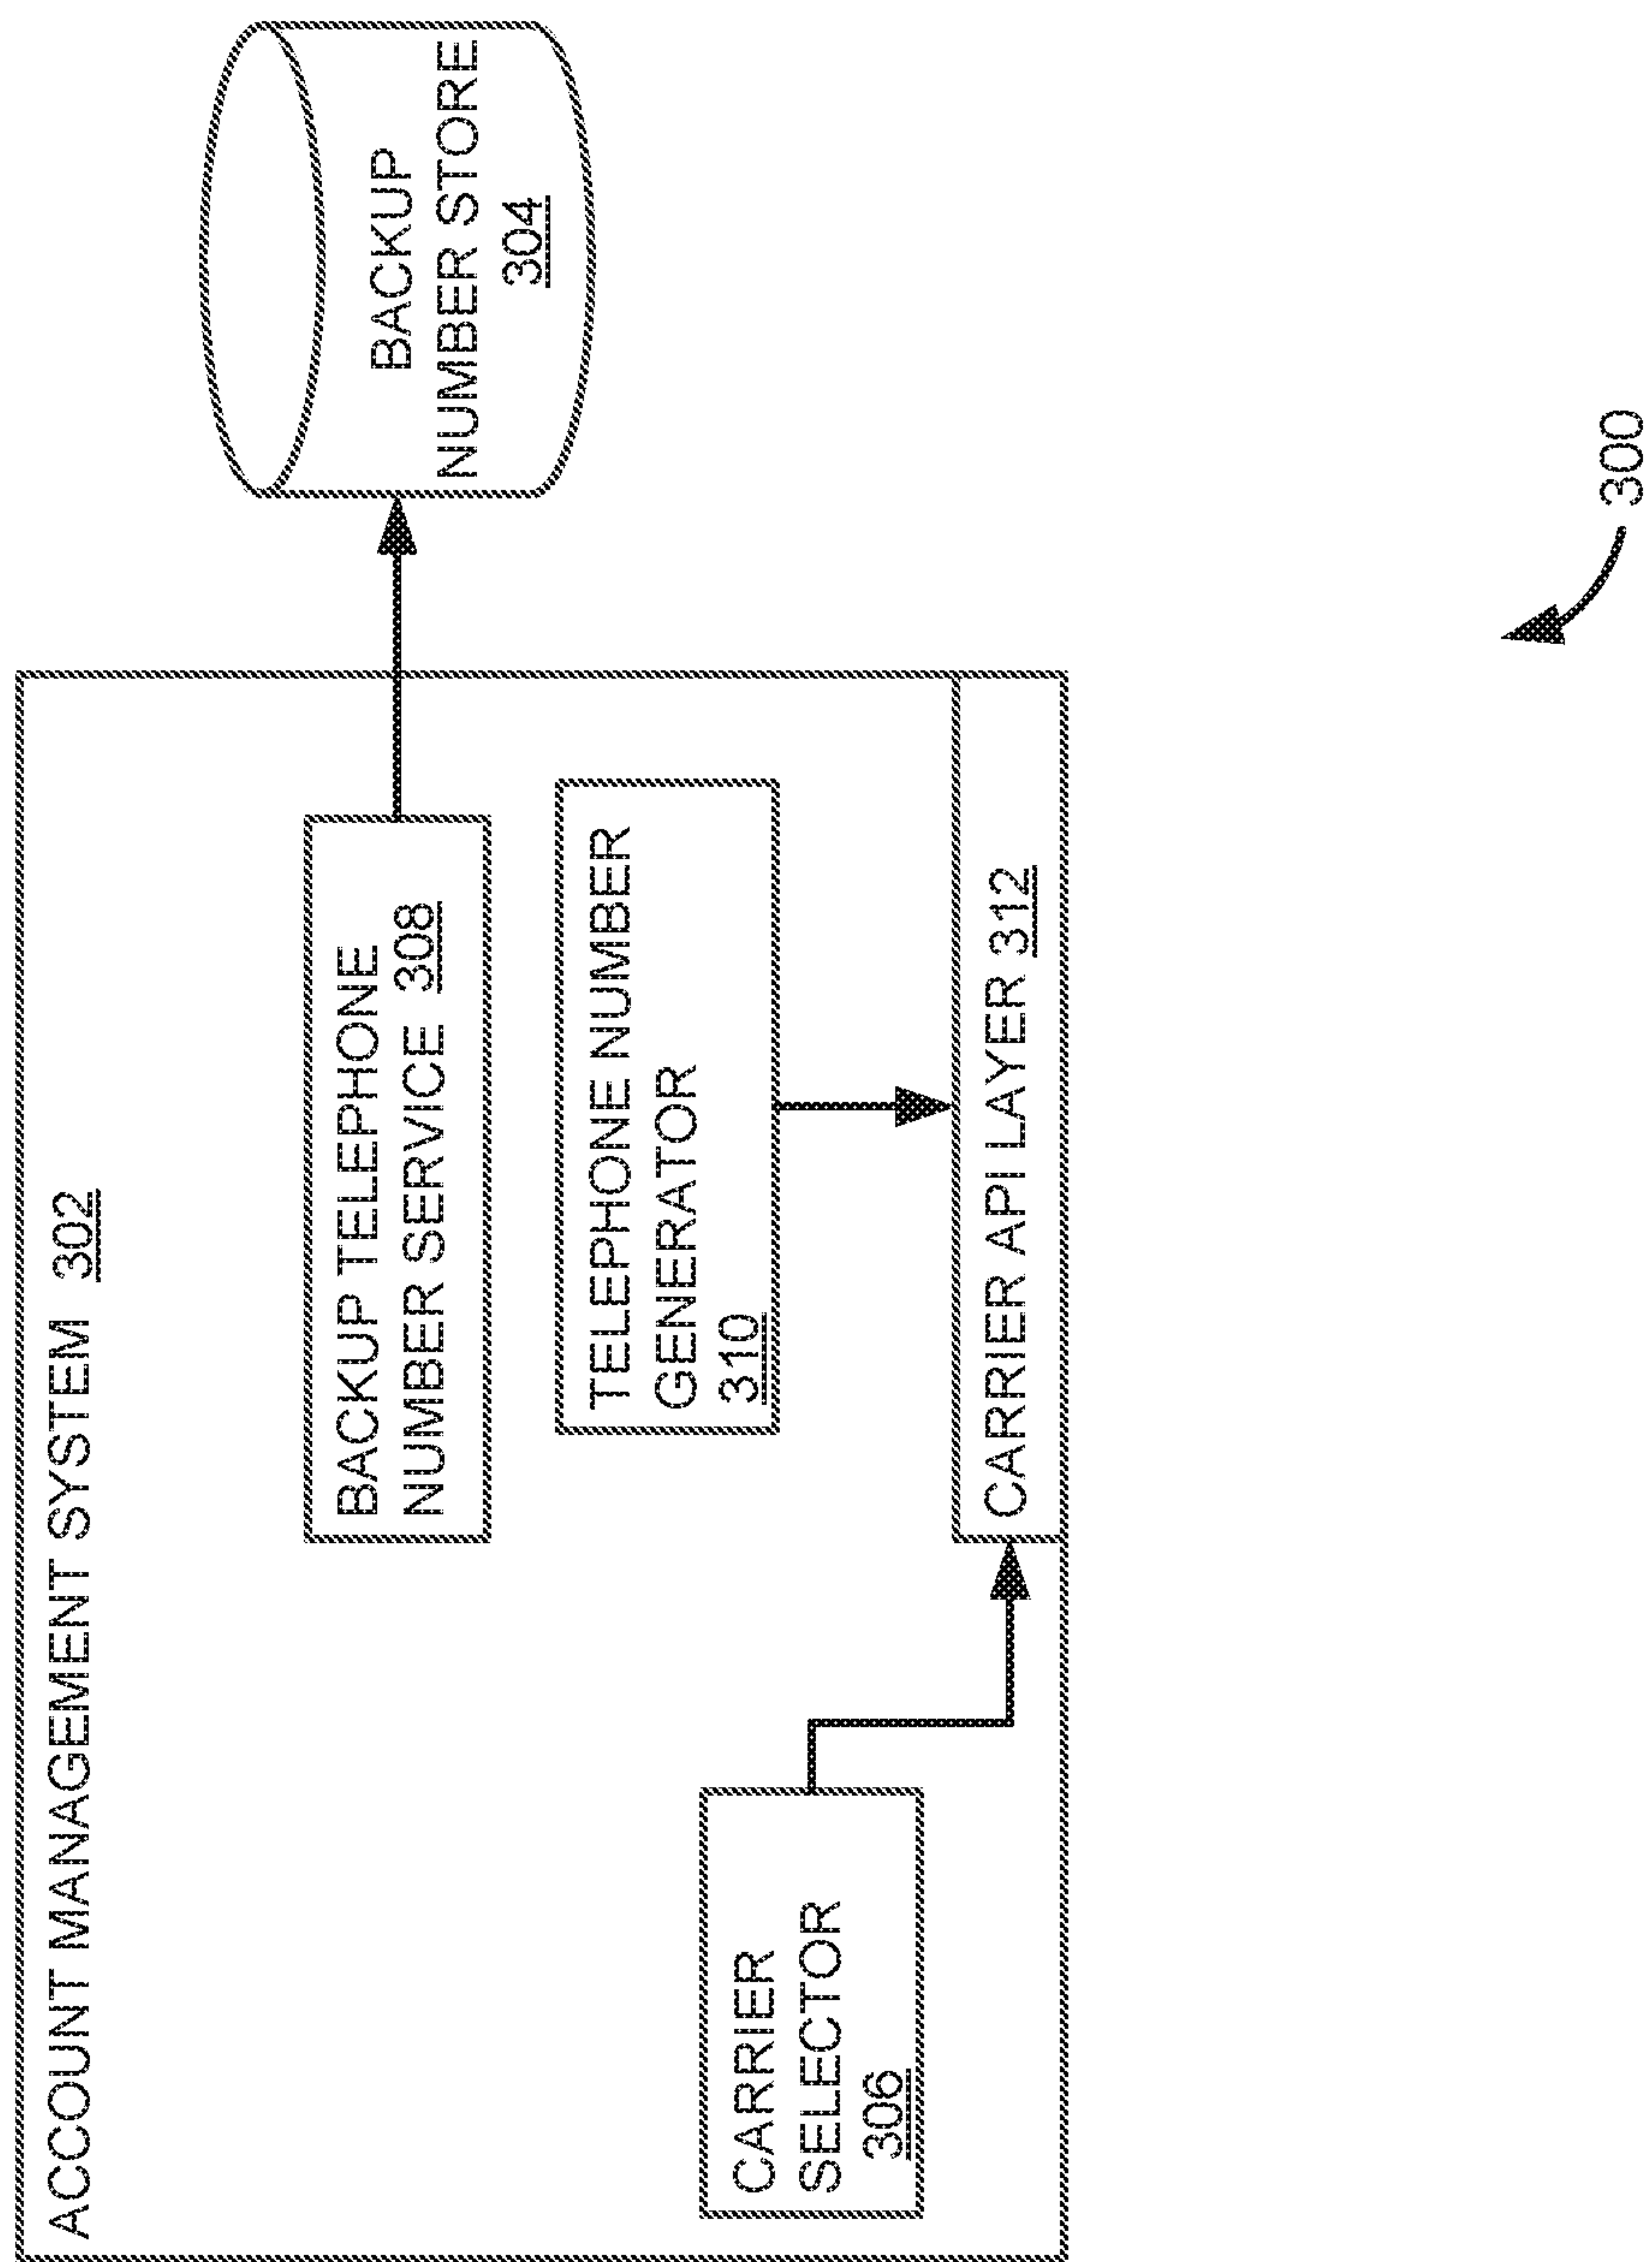 ACCOUNT MANAGEMENT SYSTEM 302
BACKUP TELEPHONE
NUMBER SERVICE 308
TELEPHONE NUMBER
GENERATOR
310
CARRIER
SELECTOR
306
CARRIER API LAYER 312
BACKUP
NUMBER STORE
304
300